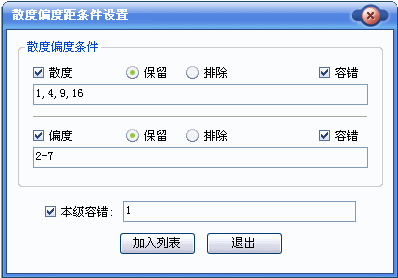 散度偏度距条件设置
散度偏度条件
散度 保留 排除 容错
1,4,9,16
偏度 保留 排除 容错
2-7
本级容错: 1
加入列表 退出